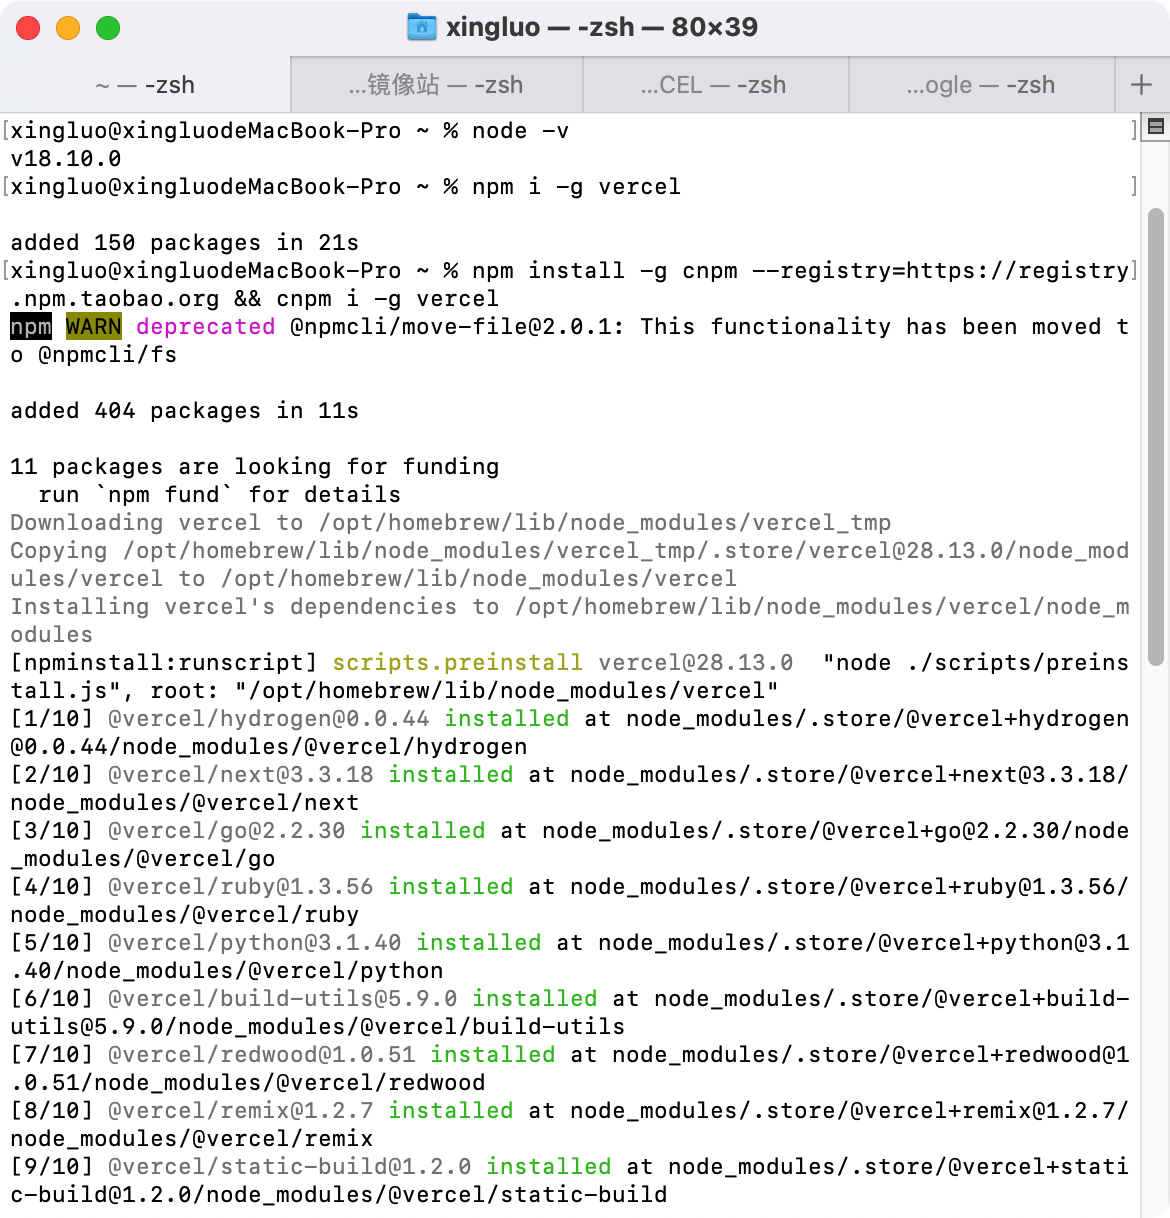 xingluo — -zsh — 80×39
~ — -zsh
...镜像站 — -zsh
...CEL — -zsh
...ogle — -zsh
+
[xingluo@xingluodeMacBook-Pro ~ % node -v ]
v18.10.0
[xingluo@xingluodeMacBook-Pro ~ % npm i -g vercel ]
added 150 packages in 21s
[xingluo@xingluodeMacBook-Pro ~ % npm install -g cnpm --registry=https://registry]
.npm.taobao.org && cnpm i -g vercel
npm WARN deprecated @npmcli/move-file@2.0.1: This functionality has been moved t
o @npmcli/fs
added 404 packages in 11s
11 packages are looking for funding
  run `npm fund` for details
Downloading vercel to /opt/homebrew/lib/node_modules/vercel_tmp
Copying /opt/homebrew/lib/node_modules/vercel_tmp/.store/vercel@28.13.0/node_mod
ules/vercel to /opt/homebrew/lib/node_modules/vercel
Installing vercel's dependencies to /opt/homebrew/lib/node_modules/vercel/node_m
odules
[npminstall:runscript] scripts.preinstall vercel@28.13.0  "node ./scripts/preins
tall.js", root: "/opt/homebrew/lib/node_modules/vercel"
[1/10] @vercel/hydrogen@0.0.44 installed at node_modules/.store/@vercel+hydrogen
@0.0.44/node_modules/@vercel/hydrogen
[2/10] @vercel/next@3.3.18 installed at node_modules/.store/@vercel+next@3.3.18/
node_modules/@vercel/next
[3/10] @vercel/go@2.2.30 installed at node_modules/.store/@vercel+go@2.2.30/node
_modules/@vercel/go
[4/10] @vercel/ruby@1.3.56 installed at node_modules/.store/@vercel+ruby@1.3.56/
node_modules/@vercel/ruby
[5/10] @vercel/python@3.1.40 installed at node_modules/.store/@vercel+python@3.1
.40/node_modules/@vercel/python
[6/10] @vercel/build-utils@5.9.0 installed at node_modules/.store/@vercel+build-
utils@5.9.0/node_modules/@vercel/build-utils
[7/10] @vercel/redwood@1.0.51 installed at node_modules/.store/@vercel+redwood@1
.0.51/node_modules/@vercel/redwood
[8/10] @vercel/remix@1.2.7 installed at node_modules/.store/@vercel+remix@1.2.7/
node_modules/@vercel/remix
[9/10] @vercel/static-build@1.2.0 installed at node_modules/.store/@vercel+stati
c-build@1.2.0/node_modules/@vercel/static-build